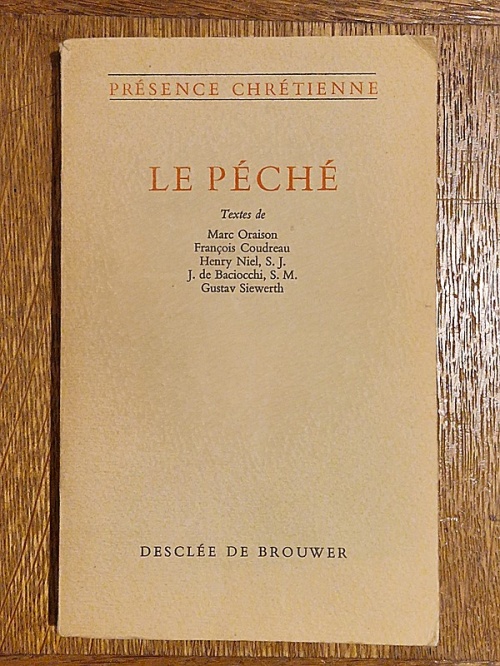 PRÉSENCE CHRÉTIENNE
LE PÉCHÉ
Textes de
Marc Oraison
François Coudreau
Henry Niel, S. J.
J. de Baciocchi, S. M.
Gustav Siewerth
DESCLÉE DE BROUWER